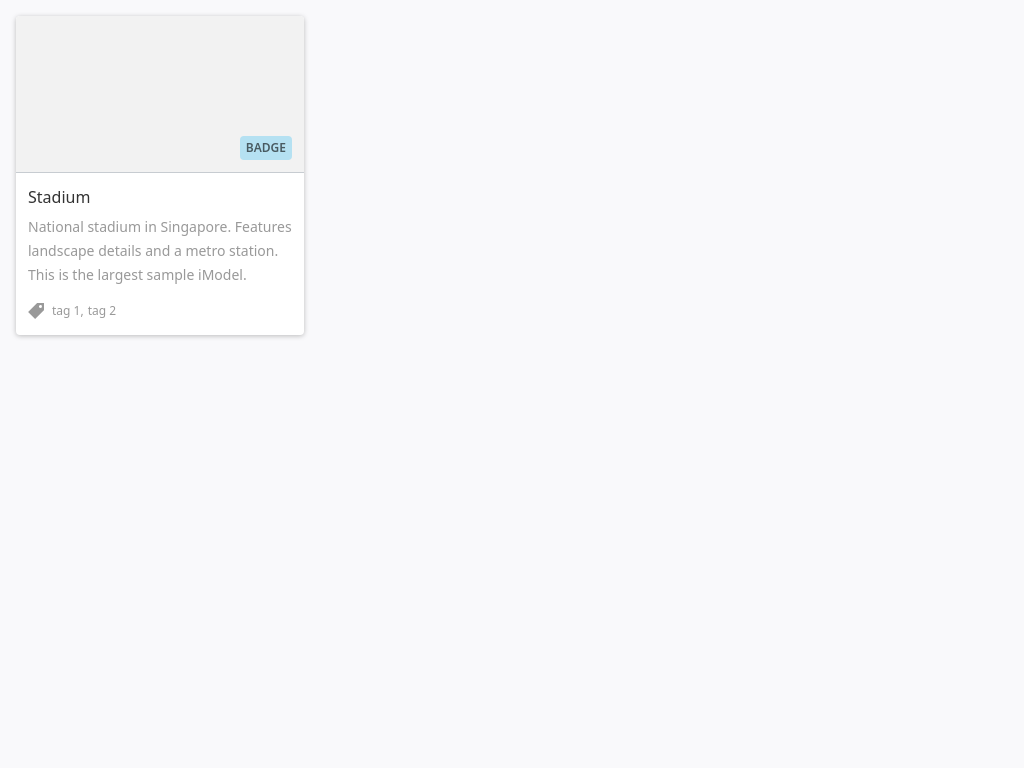 BADGE
Stadium
National stadium in Singapore. Features
landscape details and a metro station.
This is the largest sample iModel.
tag 1, tag 2